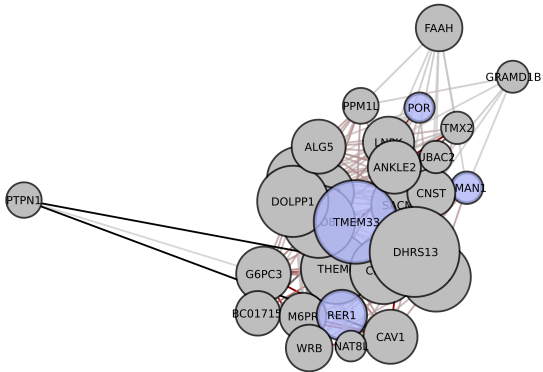 FAAH
GRAMD1B
PPM1L
POR
TMX2
ALG5
UBAC2
ANKLE2
MAN1
CNST
PTPN1
DOLPP1
TMEM33
DHRS13
G6PC3
THEM
M6PR
RER1
CAV1
NAT8L
WRB